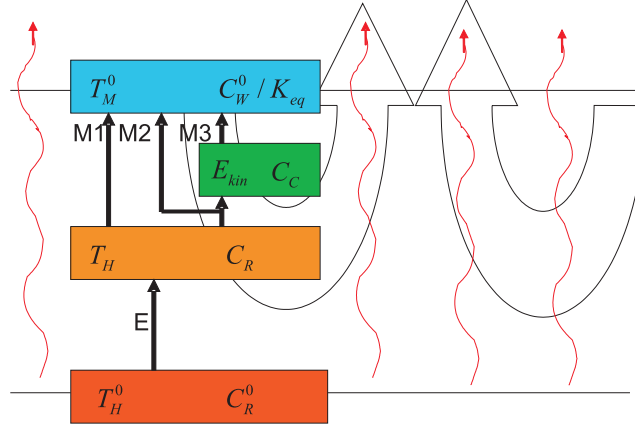 T_M^0 C_W^0 / K_eq
M1 M2 M3
E_kin C_C
T_H C_R
E
T_H^0 C_R^0